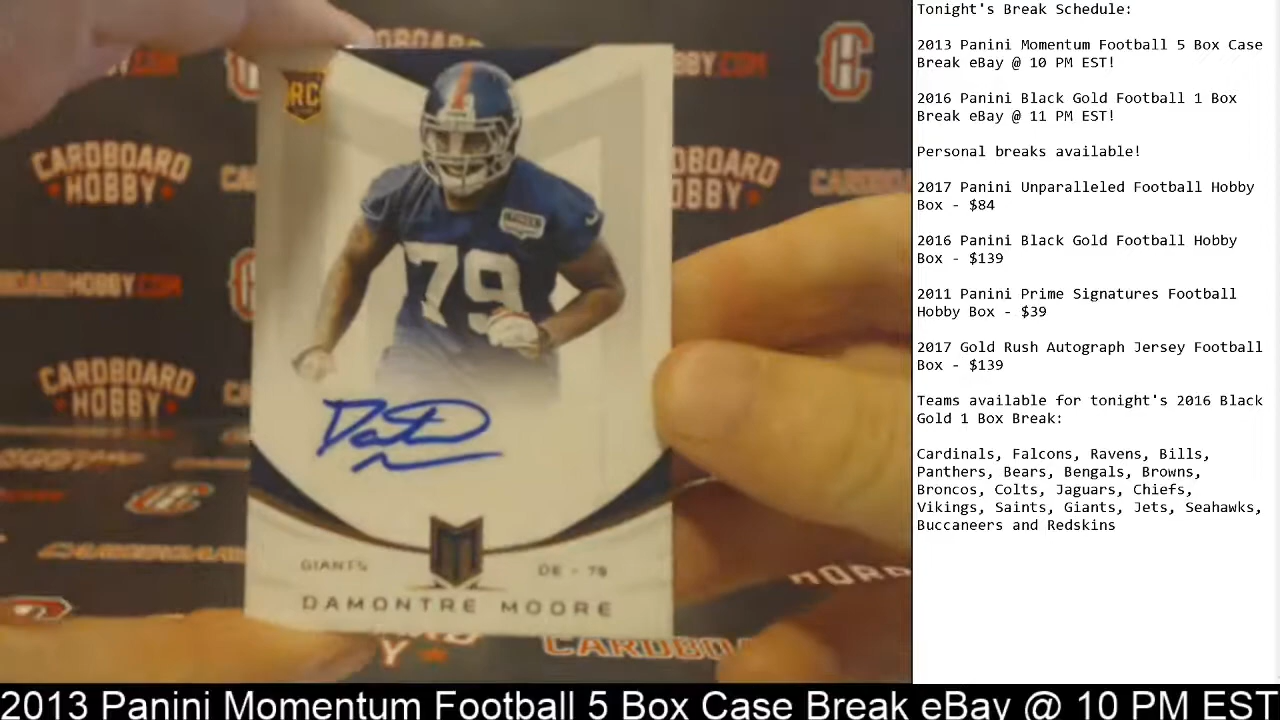 RC
CARDBOARD
HOBBY
CARDBOARD
HOBBY
79
GIANTS
DE - 79
DAMONTRE MOORE
Tonight's Break Schedule:
2013 Panini Momentum Football 5 Box Case
Break eBay @ 10 PM EST!
2016 Panini Black Gold Football 1 Box
Break eBay @ 11 PM EST!
Personal breaks available!
2017 Panini Unparalleled Football Hobby
Box - $84
2016 Panini Black Gold Football Hobby
Box - $139
2011 Panini Prime Signatures Football
Hobby Box - $39
2017 Gold Rush Autograph Jersey Football
Box - $139
Teams available for tonight's 2016 Black
Gold 1 Box Break:
Cardinals, Falcons, Ravens, Bills,
Panthers, Bears, Bengals, Browns,
Broncos, Colts, Jaguars, Chiefs,
Vikings, Saints, Giants, Jets, Seahawks,
Buccaneers and Redskins
2013 Panini Momentum Football 5 Box Case Break eBay @ 10 PM EST